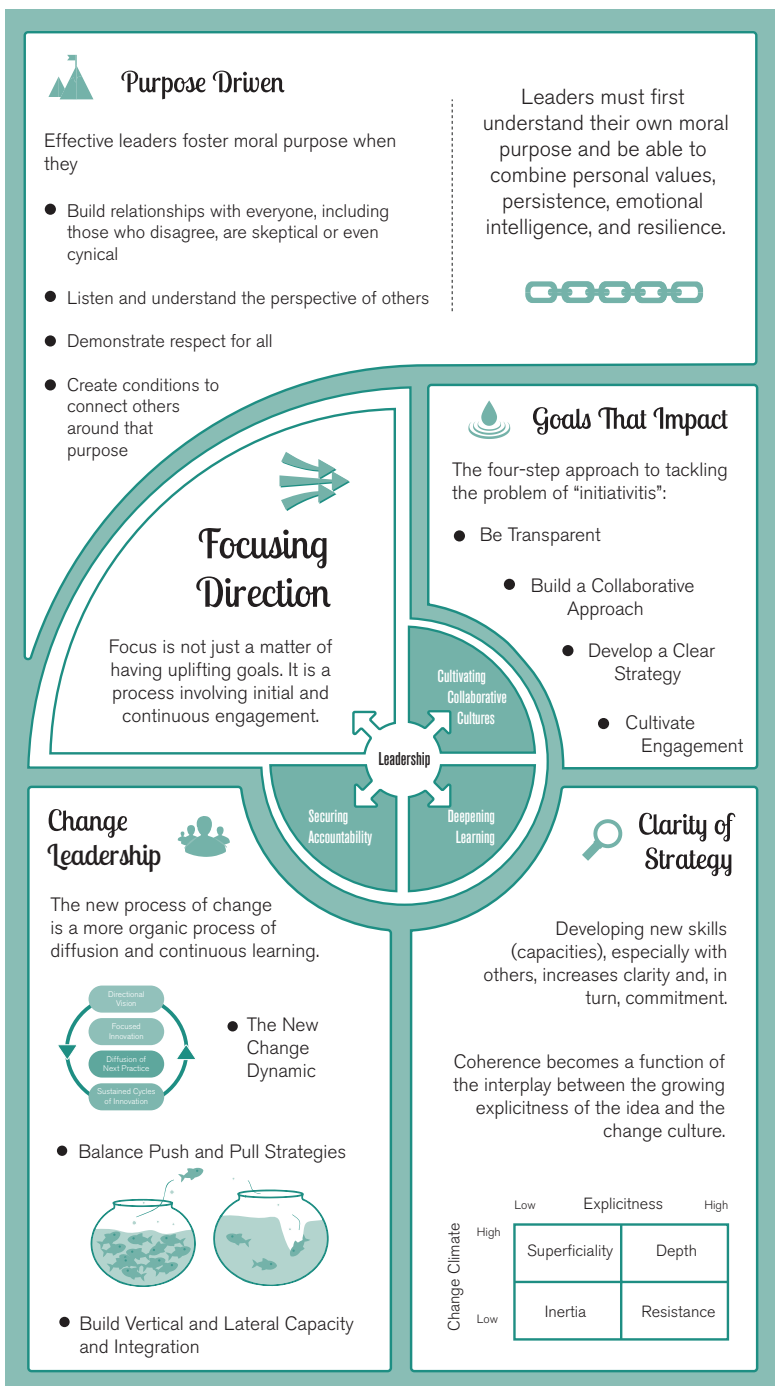 Purpose Driven
Effective leaders foster moral purpose when
they
● Build relationships with everyone, including
those who disagree, are skeptical or even
cynical
● Listen and understand the perspective of others
● Demonstrate respect for all
● Create conditions to
connect others
around that
purpose
Leaders must first
understand their own moral
purpose and be able to
combine personal values,
persistence, emotional
intelligence, and resilience.
Focusing
Direction
Focus is not just a matter of
having uplifting goals. It is a
process involving initial and
continuous engagement.
Goals That Impact
The four-step approach to tackling
the problem of “initiativitis”:
● Be Transparent
● Build a Collaborative
Approach
● Develop a Clear
Strategy
● Cultivate
Engagement
Cultivating
Collaborative
Cultures
Leadership
Securing
Accountability
Deepening
Learning
Change
Leadership
The new process of change
is a more organic process of
diffusion and continuous learning.
Directional
Vision
Focused
Innovation
Diffusion of
Next Practice
Sustained Cycles
of Innovation
● The New
Change
Dynamic
● Balance Push and Pull Strategies
● Build Vertical and Lateral Capacity
and Integration
Clarity of
Strategy
Developing new skills
(capacities), especially with
others, increases clarity and, in
turn, commitment.
Coherence becomes a function of
the interplay between the growing
explicitness of the idea and the
change culture.
Low Explicitness High
Change Climate
High
Superficiality Depth
Low
Inertia Resistance